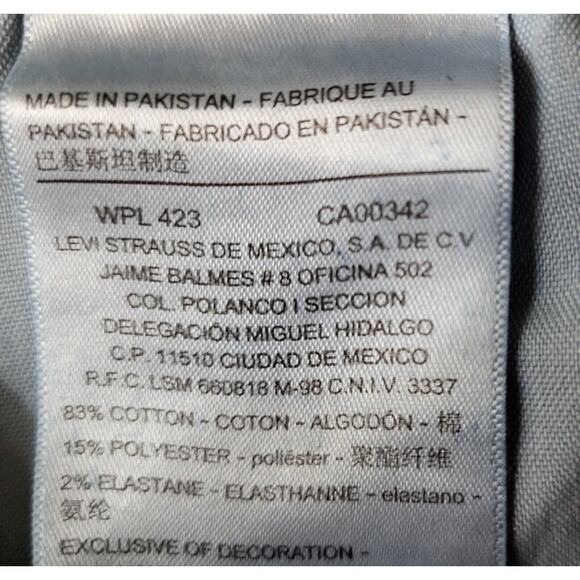 MADE IN PAKISTAN - FABRIQUE AU
PAKISTAN - FABRICADO EN PAKISTÁN -
巴基斯坦制造
WPL 423 CA00342
LEVI STRAUSS DE MEXICO, S.A. DE C.V
JAIME BALMES # 8 OFICINA 502
COL. POLANCO I SECCION
DELEGACIÓN MIGUEL HIDALGO
C.P. 11510 CIUDAD DE MEXICO
R.F.C. LSM 660818 M-98 C.N.I.V. 3337
83% COTTON - COTON - ALGODÓN - 棉
15% POLYESTER - poliéster - 聚酯纤维
2% ELASTANE - ELASTHANNE - elastano -
氨纶
EXCLUSIVE OF DECORATION -